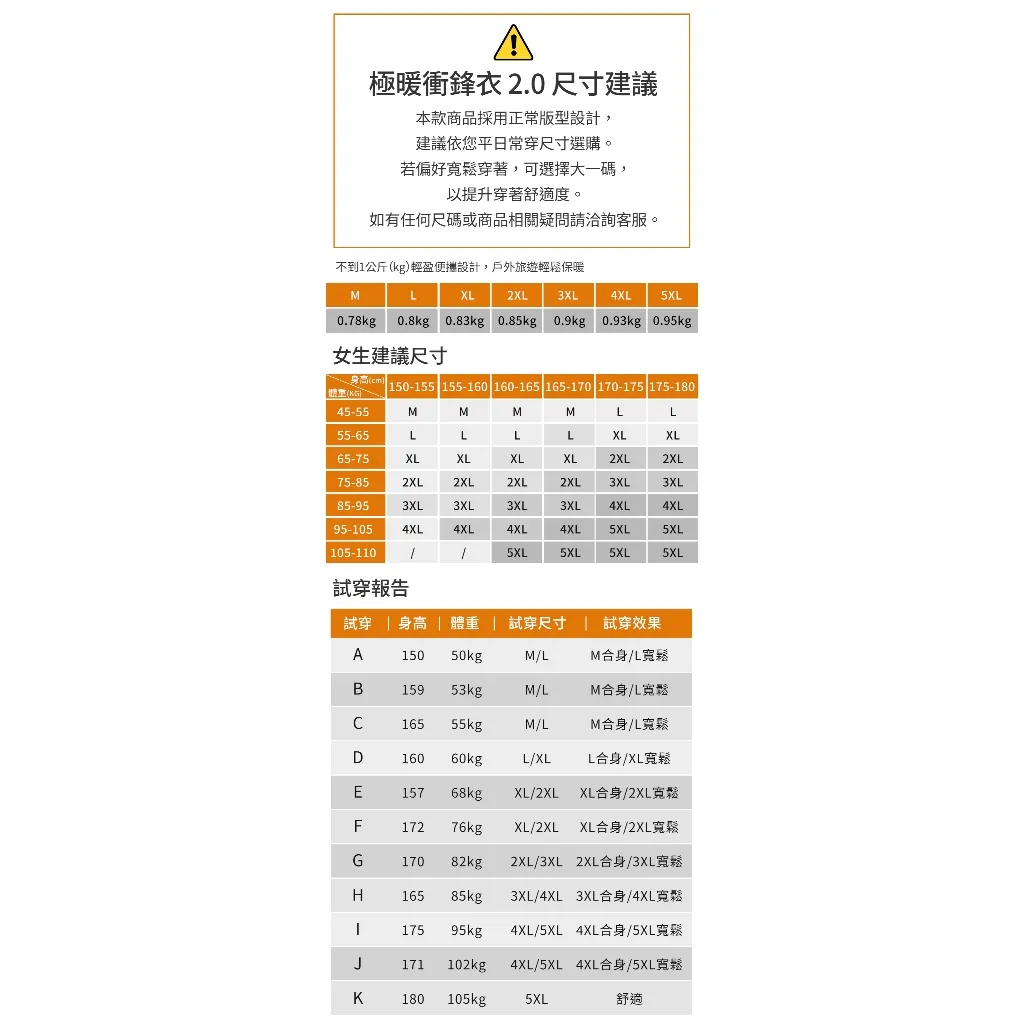 極暖衝鋒衣 2.0 尺寸建議
本款商品採用正常版型設計，
建議依您平日常穿尺寸選購。
若偏好寬鬆穿著，可選擇大一碼，
以提升穿著舒適度。
如有任何尺碼或商品相關疑問請洽詢客服。
不到1公斤(kg)輕盈便攜設計，戶外旅遊輕鬆保暖
M L XL 2XL 3XL 4XL 5XL
0.78kg 0.8kg 0.83kg 0.85kg 0.9kg 0.93kg 0.95kg
女生建議尺寸
身高(cm) 體重(KG) 150-155 155-160 160-165 165-170 170-175 175-180
45-55 M M M M L L
55-65 L L L L XL XL
65-75 XL XL XL XL 2XL 2XL
75-85 2XL 2XL 2XL 2XL 3XL 3XL
85-95 3XL 3XL 3XL 3XL 4XL 4XL
95-105 4XL 4XL 4XL 4XL 5XL 5XL
105-110 / / 5XL 5XL 5XL 5XL
試穿報告
試穿 | 身高 | 體重 | 試穿尺寸 | 試穿效果
A 150 50kg M/L M合身/L寬鬆
B 159 53kg M/L M合身/L寬鬆
C 165 55kg M/L M合身/L寬鬆
D 160 60kg L/XL L合身/XL寬鬆
E 157 68kg XL/2XL XL合身/2XL寬鬆
F 172 76kg XL/2XL XL合身/2XL寬鬆
G 170 82kg 2XL/3XL 2XL合身/3XL寬鬆
H 165 85kg 3XL/4XL 3XL合身/4XL寬鬆
I 175 95kg 4XL/5XL 4XL合身/5XL寬鬆
J 171 102kg 4XL/5XL 4XL合身/5XL寬鬆
K 180 105kg 5XL 舒適